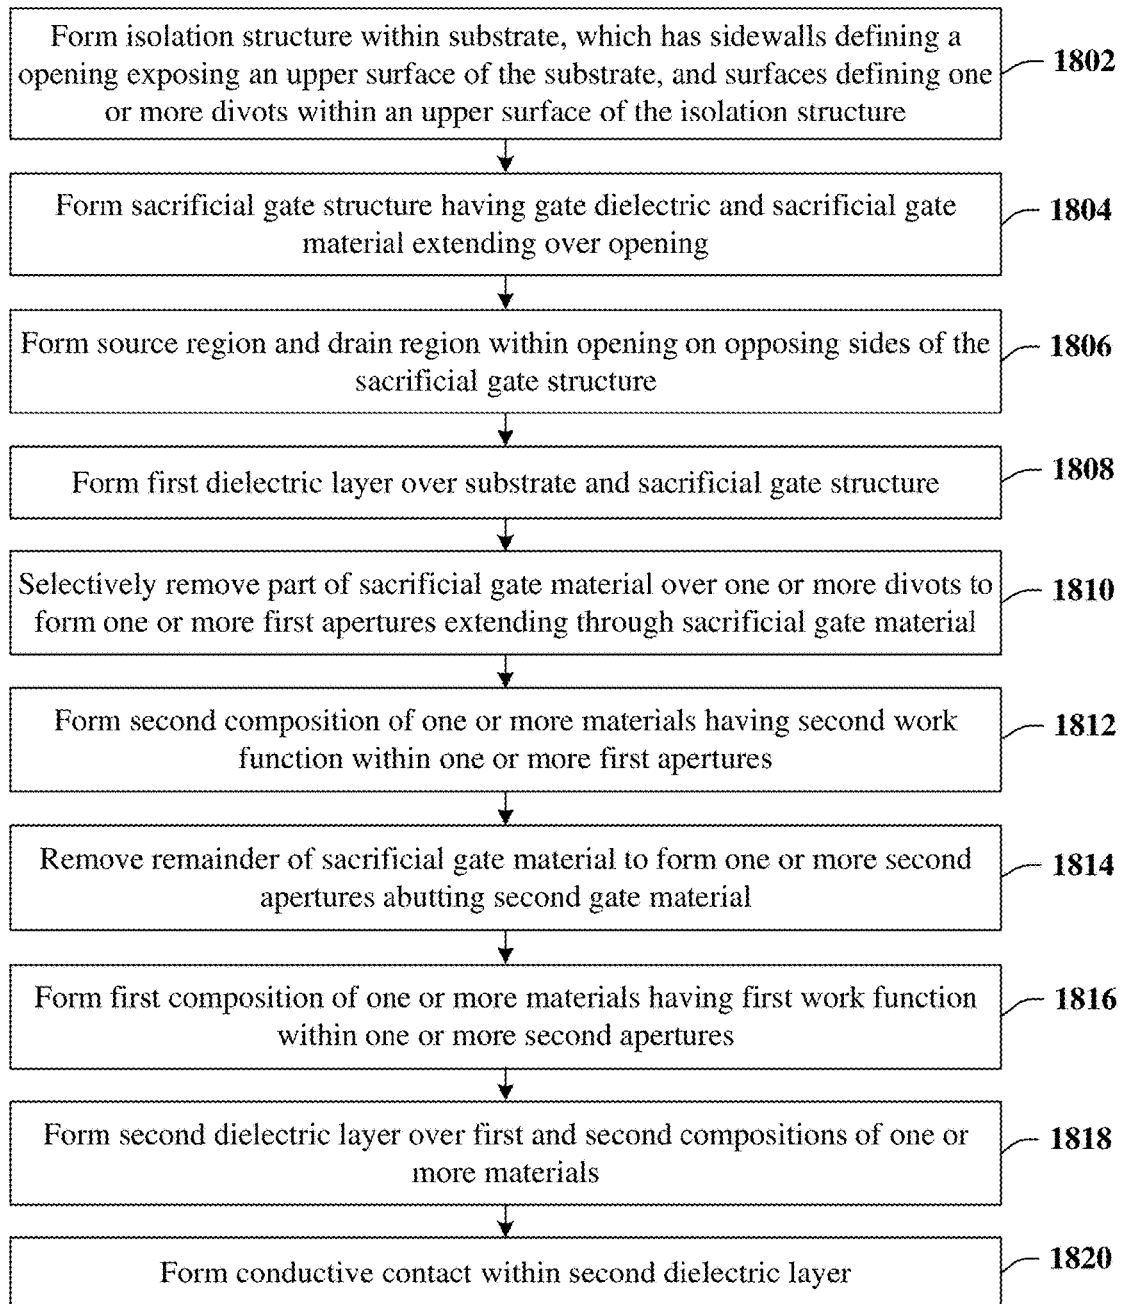 Form isolation structure within substrate, which has sidewalls defining a
opening exposing an upper surface of the substrate, and surfaces defining one
or more divots within an upper surface of the isolation structure
1802
Form sacrificial gate structure having gate dielectric and sacrificial gate
material extending over opening
1804
Form source region and drain region within opening on opposing sides of the
sacrificial gate structure
1806
Form first dielectric layer over substrate and sacrificial gate structure
1808
Selectively remove part of sacrificial gate material over one or more divots to
form one or more first apertures extending through sacrificial gate material
1810
Form second composition of one or more materials having second work
function within one or more first apertures
1812
Remove remainder of sacrificial gate material to form one or more second
apertures abutting second gate material
1814
Form first composition of one or more materials having first work function
within one or more second apertures
1816
Form second dielectric layer over first and second compositions of one or
more materials
1818
Form conductive contact within second dielectric layer
1820